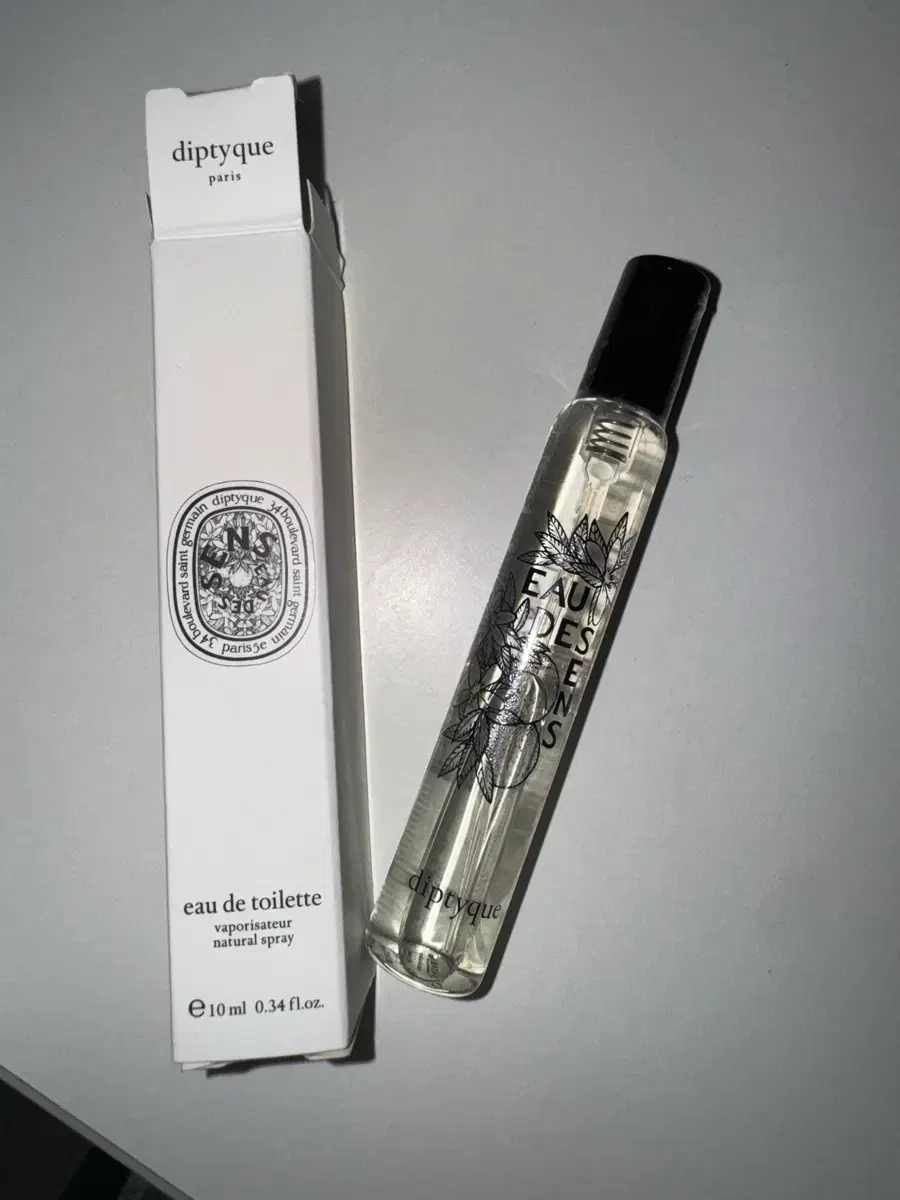 diptyque
paris
diptyque 34 boulevard saint germain paris 5e 34 boulevard saint germain
EAU DES
SENS
eau de toilette
vaporisateur
natural spray
℮ 10 ml 0.34 fl.oz.
EAU
DES
SENS
diptyque